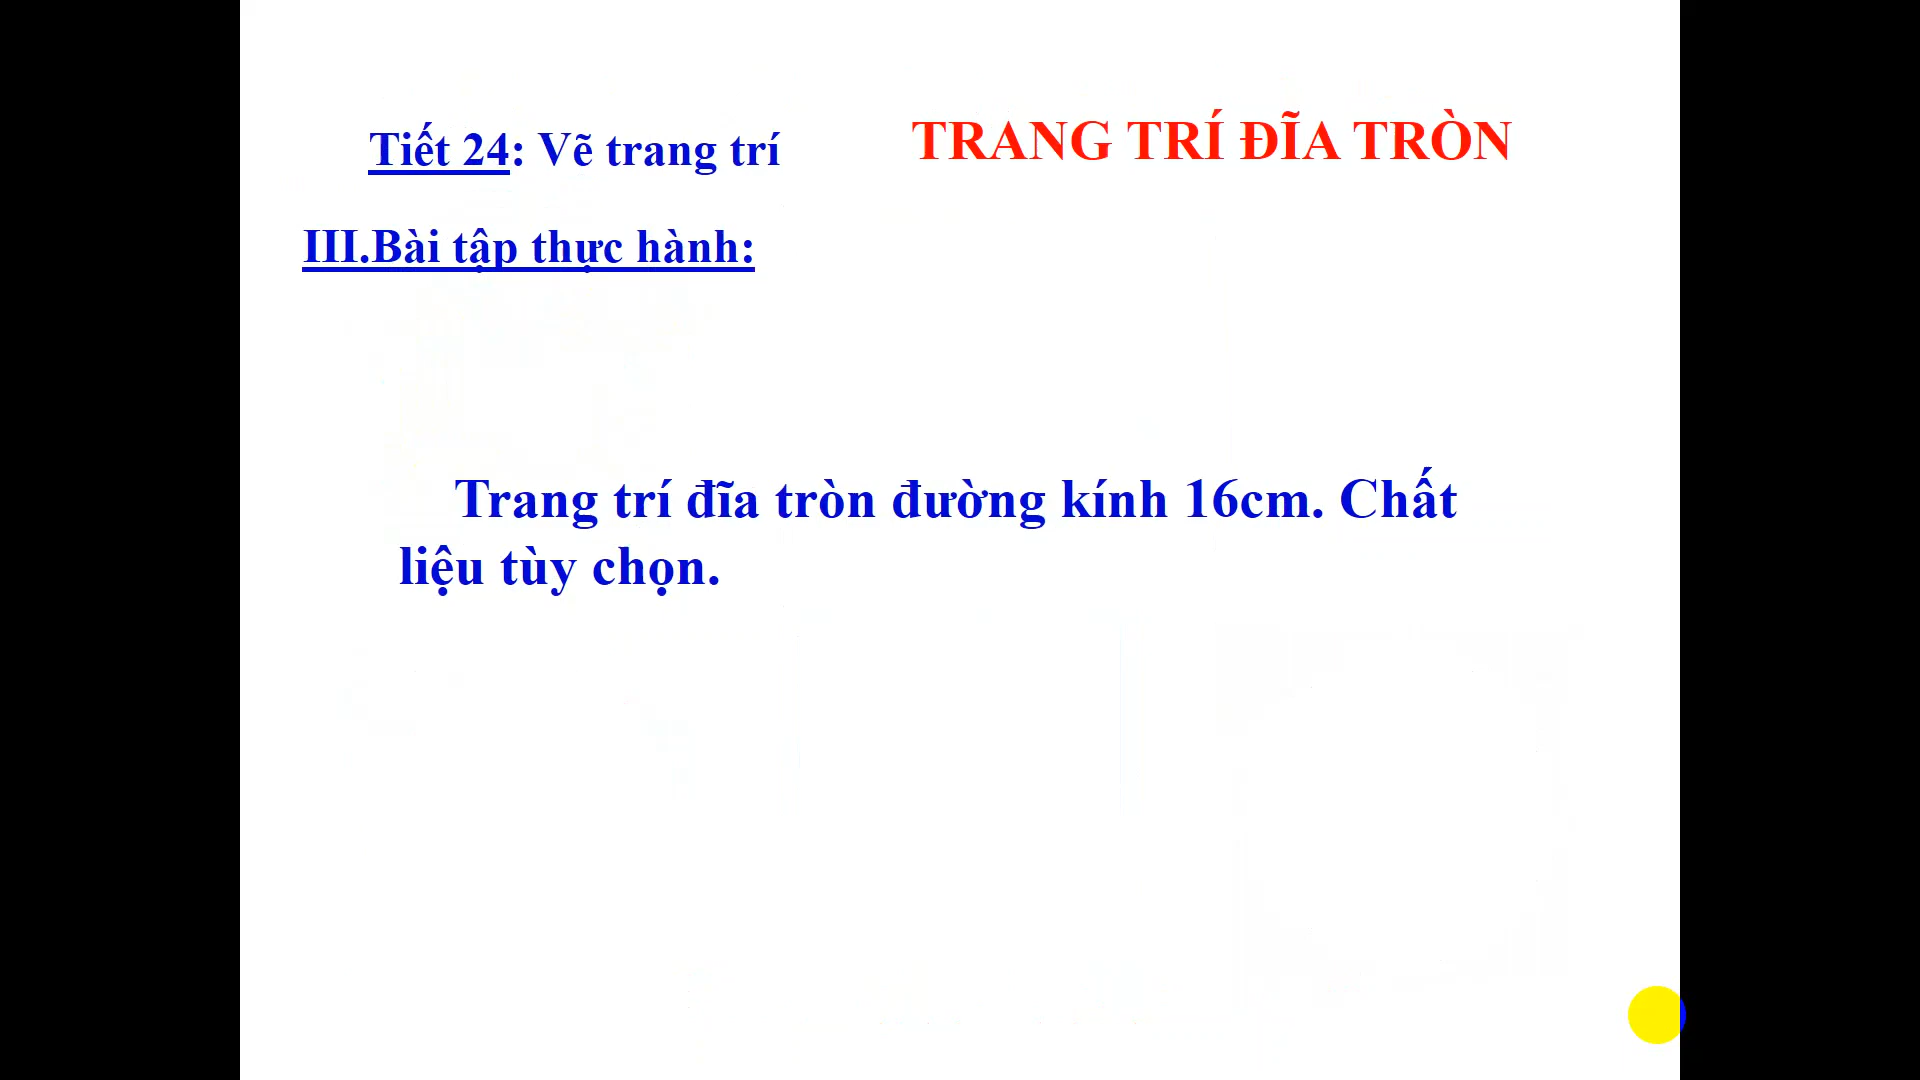 Tiết 24: Vẽ trang trí
TRANG TRÍ ĐĨA TRÒN
III.Bài tập thực hành:
Trang trí đĩa tròn đường kính 16cm. Chất
liệu tùy chọn.